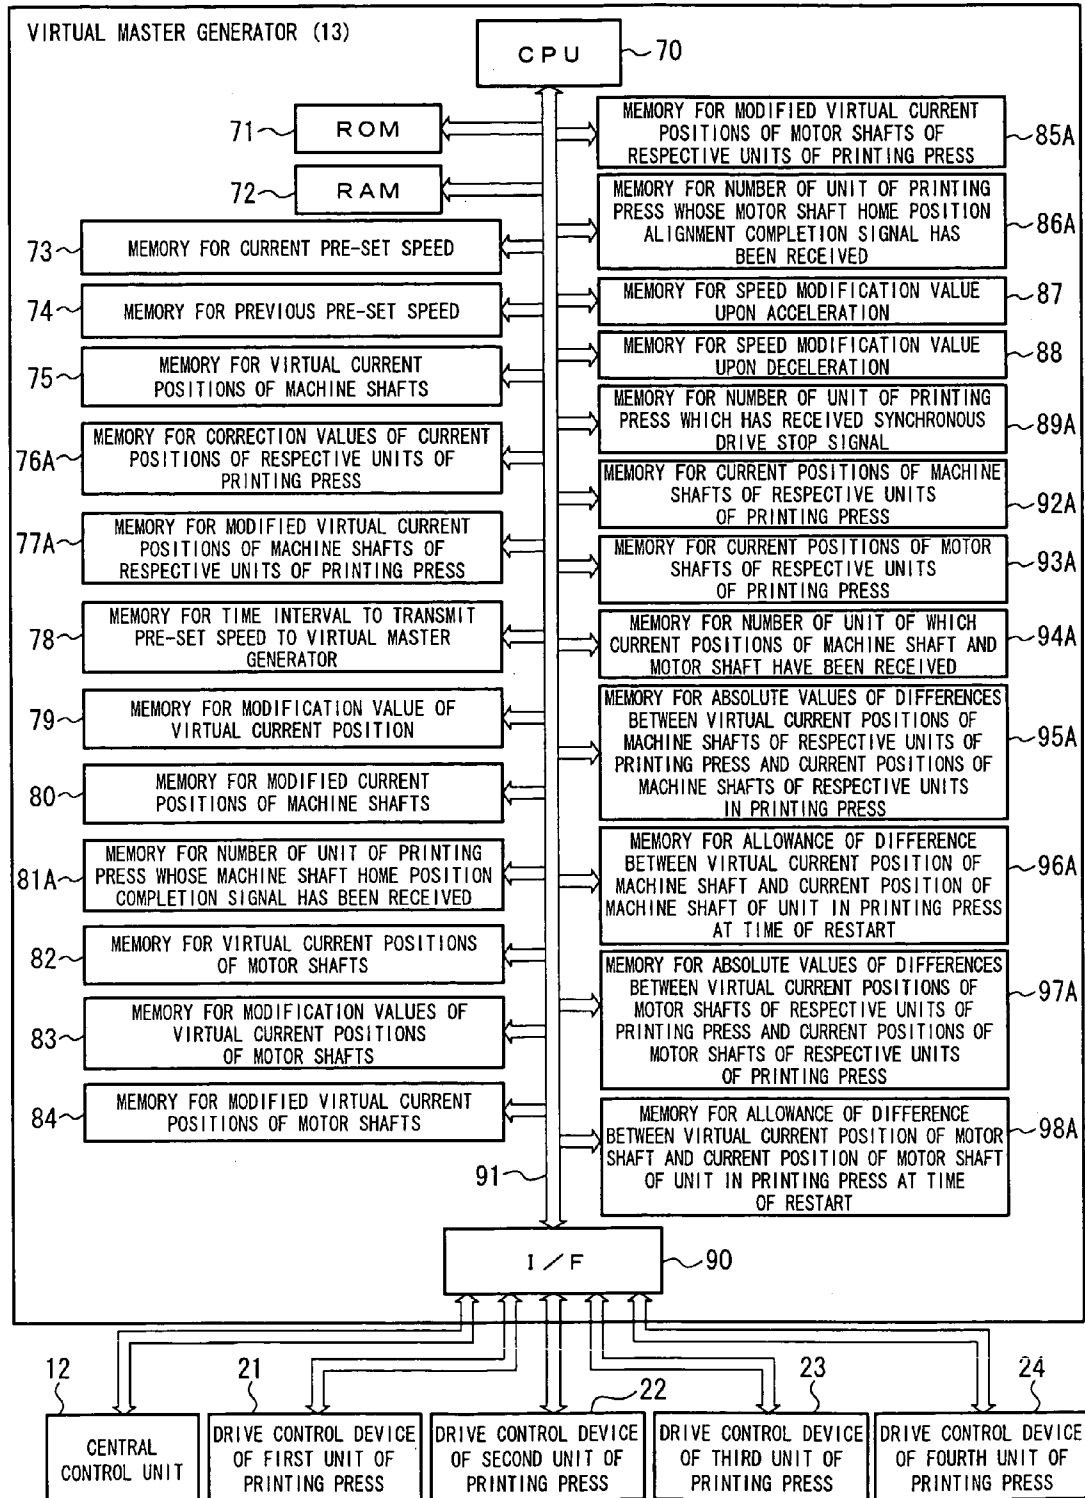 VIRTUAL MASTER GENERATOR (13)
CPU
70
71
ROM
72
RAM
73
MEMORY FOR CURRENT PRE-SET SPEED
74
MEMORY FOR PREVIOUS PRE-SET SPEED
75
MEMORY FOR VIRTUAL CURRENT
POSITIONS OF MACHINE SHAFTS
76A
MEMORY FOR CORRECTION VALUES OF CURRENT
POSITIONS OF RESPECTIVE UNITS OF
PRINTING PRESS
77A
MEMORY FOR MODIFIED VIRTUAL CURRENT
POSITIONS OF MACHINE SHAFTS OF
RESPECTIVE UNITS OF PRINTING PRESS
78
MEMORY FOR TIME INTERVAL TO TRANSMIT
PRE-SET SPEED TO VIRTUAL MASTER
GENERATOR
79
MEMORY FOR MODIFICATION VALUE OF
VIRTUAL CURRENT POSITION
80
MEMORY FOR MODIFIED CURRENT
POSITIONS OF MACHINE SHAFTS
81A
MEMORY FOR NUMBER OF UNIT OF PRINTING
PRESS WHOSE MACHINE SHAFT HOME POSITION
COMPLETION SIGNAL HAS BEEN RECEIVED
82
MEMORY FOR VIRTUAL CURRENT POSITIONS
OF MOTOR SHAFTS
83
MEMORY FOR MODIFICATION VALUES OF
VIRTUAL CURRENT POSITIONS
OF MOTOR SHAFTS
84
MEMORY FOR MODIFIED VIRTUAL CURRENT
POSITIONS OF MOTOR SHAFTS
MEMORY FOR MODIFIED VIRTUAL CURRENT
POSITIONS OF MOTOR SHAFTS OF
RESPECTIVE UNITS OF PRINTING PRESS
85A
MEMORY FOR NUMBER OF UNIT OF PRINTING
PRESS WHOSE MOTOR SHAFT HOME POSITION
ALIGNMENT COMPLETION SIGNAL HAS
BEEN RECEIVED
86A
MEMORY FOR SPEED MODIFICATION VALUE
UPON ACCELERATION
87
MEMORY FOR SPEED MODIFICATION VALUE
UPON DECELERATION
88
MEMORY FOR NUMBER OF UNIT OF PRINTING
PRESS WHICH HAS RECEIVED SYNCHRONOUS
DRIVE STOP SIGNAL
89A
MEMORY FOR CURRENT POSITIONS OF MACHINE
SHAFTS OF RESPECTIVE UNITS
OF PRINTING PRESS
92A
MEMORY FOR CURRENT POSITIONS OF MOTOR
SHAFTS OF RESPECTIVE UNITS
OF PRINTING PRESS
93A
MEMORY FOR NUMBER OF UNIT OF WHICH
CURRENT POSITIONS OF MACHINE SHAFT AND
MOTOR SHAFT HAVE BEEN RECEIVED
94A
MEMORY FOR ABSOLUTE VALUES OF DIFFERENCES
BETWEEN VIRTUAL CURRENT POSITIONS OF
MACHINE SHAFTS OF RESPECTIVE UNITS OF
PRINTING PRESS AND CURRENT POSITIONS OF
MACHINE SHAFTS OF RESPECTIVE UNITS
IN PRINTING PRESS
95A
MEMORY FOR ALLOWANCE OF DIFFERENCE
BETWEEN VIRTUAL CURRENT POSITION OF
MACHINE SHAFT AND CURRENT POSITION OF
MACHINE SHAFT OF UNIT IN PRINTING PRESS
AT TIME OF RESTART
96A
MEMORY FOR ABSOLUTE VALUES OF DIFFERENCES
BETWEEN VIRTUAL CURRENT POSITIONS OF
MOTOR SHAFTS OF RESPECTIVE UNITS OF
PRINTING PRESS AND CURRENT POSITIONS OF
MOTOR SHAFTS OF RESPECTIVE UNITS
OF PRINTING PRESS
97A
MEMORY FOR ALLOWANCE OF DIFFERENCE
BETWEEN VIRTUAL CURRENT POSITION OF MOTOR
SHAFT AND CURRENT POSITION OF MOTOR SHAFT
OF UNIT IN PRINTING PRESS AT TIME
OF RESTART
98A
91
I/F
90
12
CENTRAL
CONTROL UNIT
21
DRIVE CONTROL DEVICE
OF FIRST UNIT OF
PRINTING PRESS
22
DRIVE CONTROL DEVICE
OF SECOND UNIT OF
PRINTING PRESS
23
DRIVE CONTROL DEVICE
OF THIRD UNIT OF
PRINTING PRESS
24
DRIVE CONTROL DEVICE
OF FOURTH UNIT OF
PRINTING PRESS